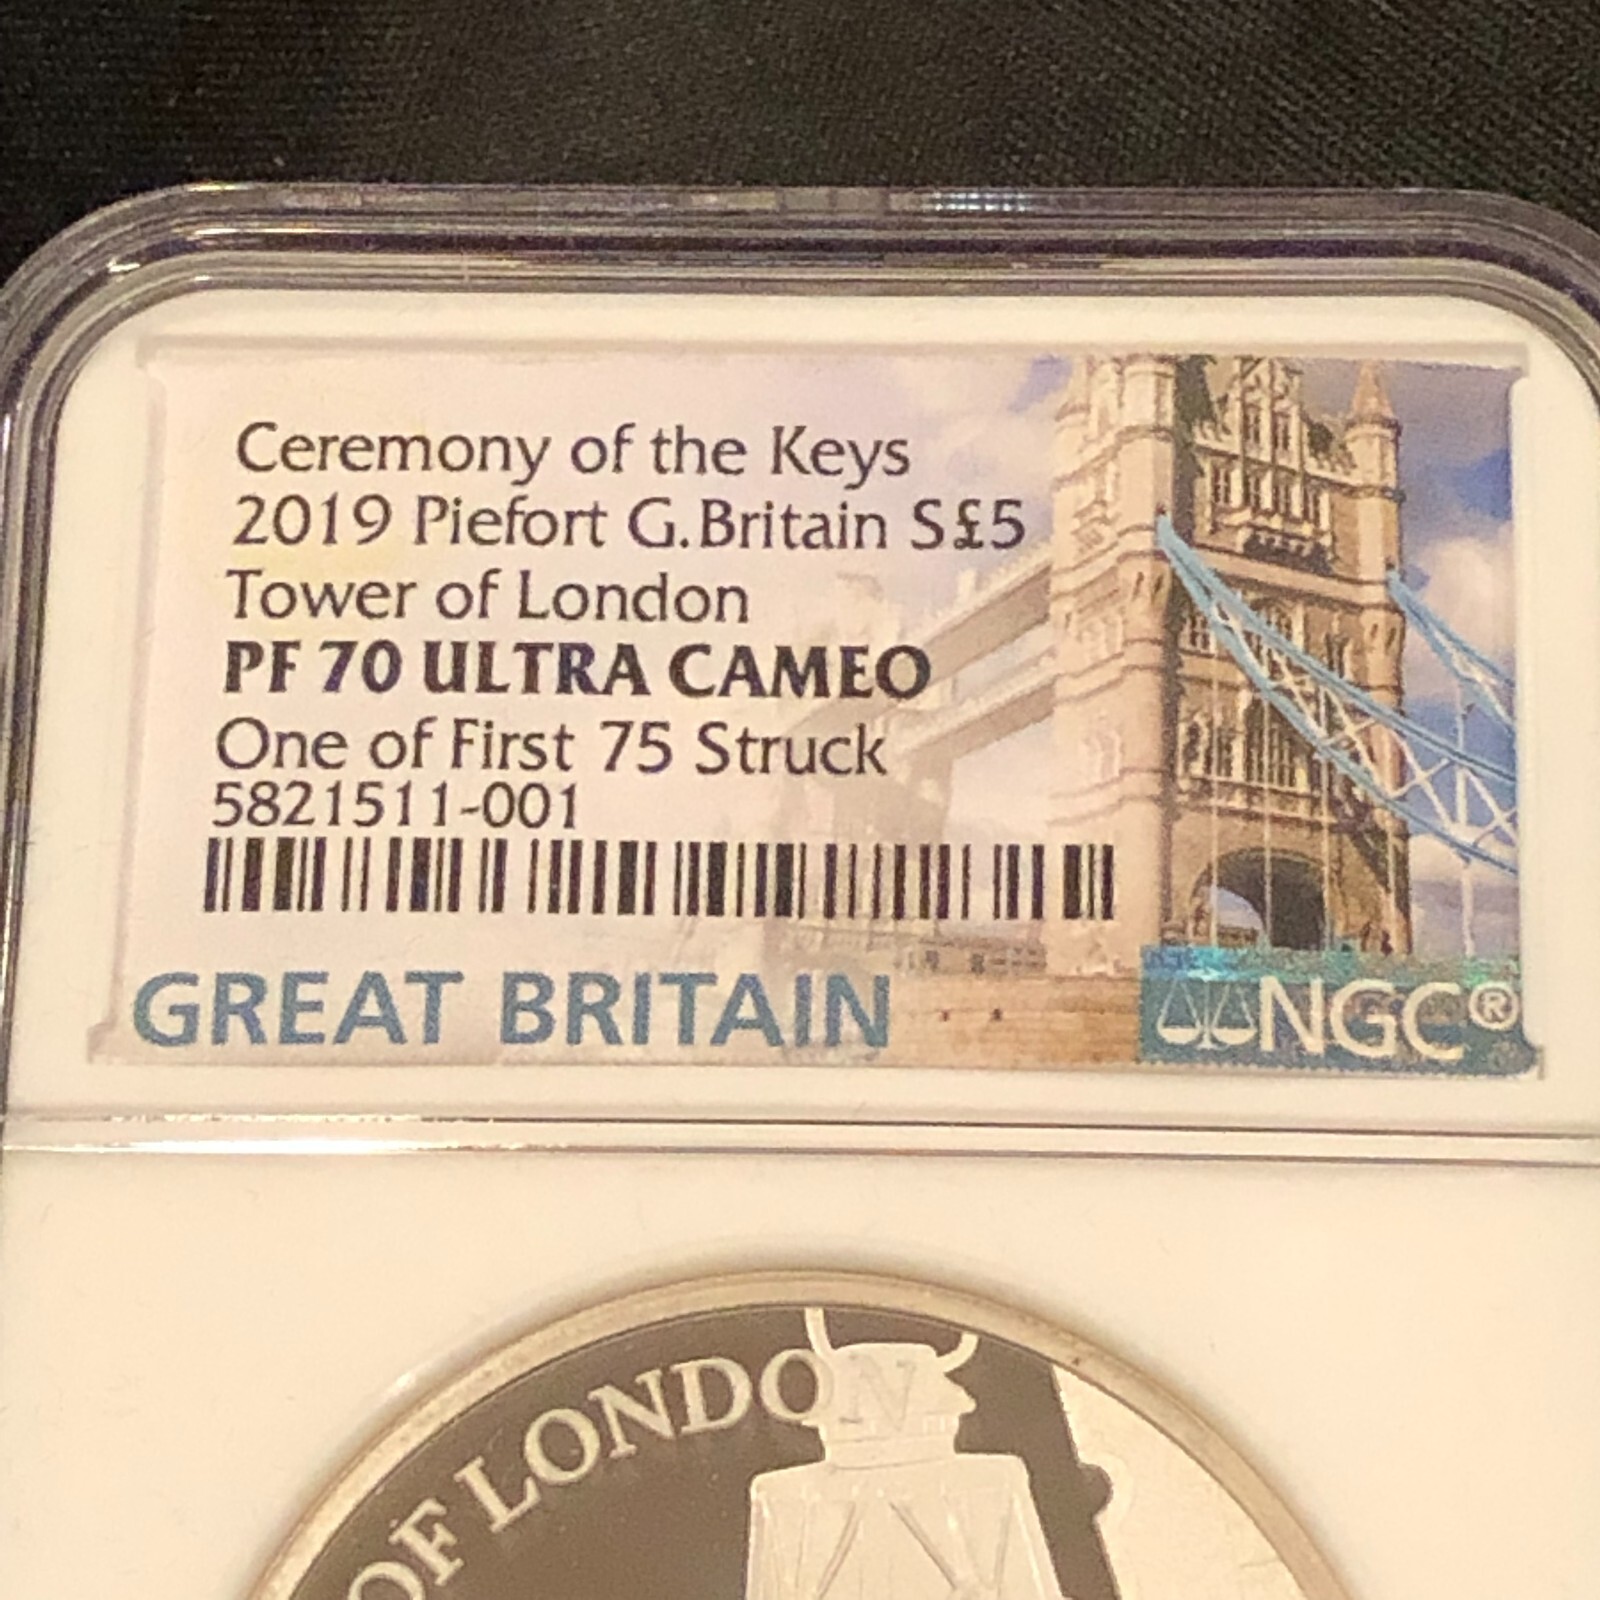 Ceremony of the Keys
2019 Piefort G.Britain S£5
Tower of London
PF 70 ULTRA CAMEO
One of First 75 Struck
5821511-001
GREAT BRITAIN
NGC®
OF LONDON